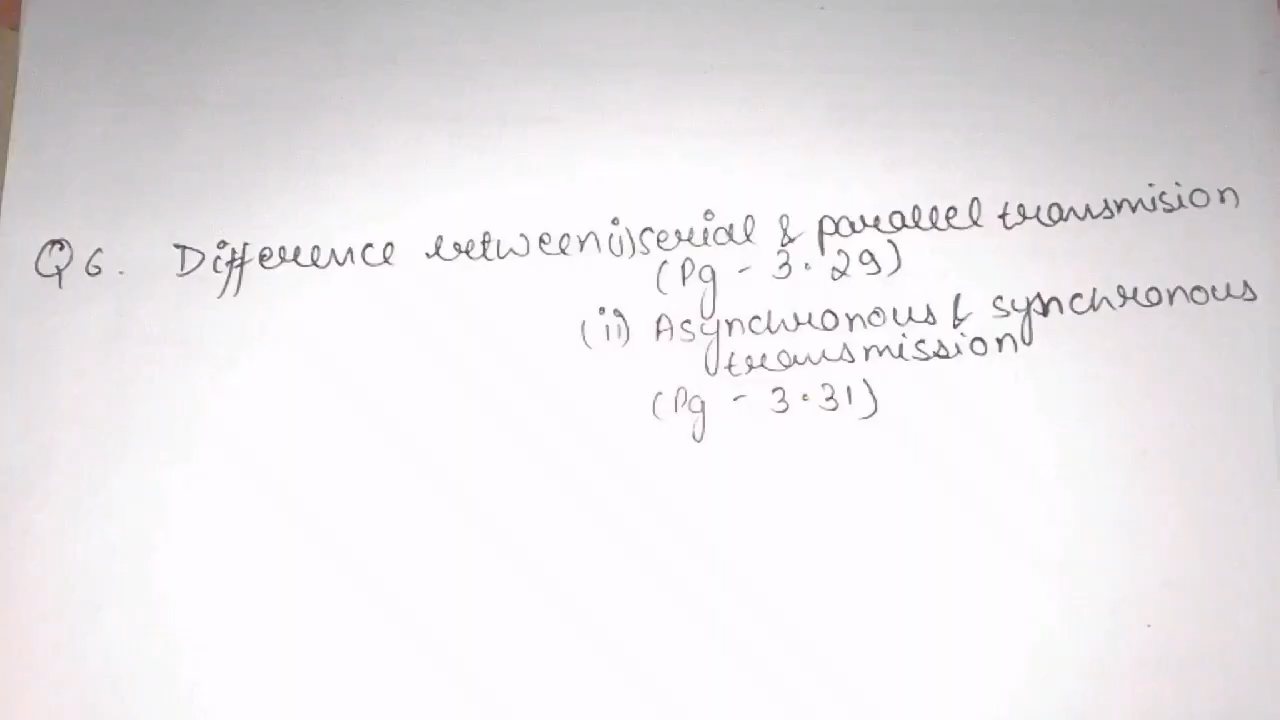 Q6. Difference between (i) serial & parallel transmision
(Pg - 3.29)
(ii) Asynchronous & synchronous
transmission
(Pg - 3.31)